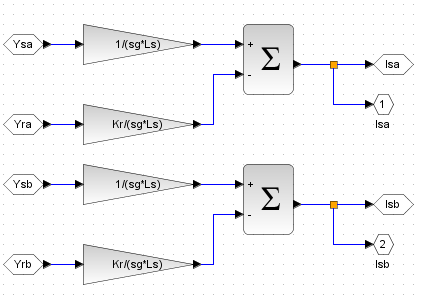 Ysa
1/(sg*Ls)
+
-
Σ
Isa
1
Isa
Yra
Kr/(sg*Ls)
Ysb
1/(sg*Ls)
+
-
Σ
Isb
2
Isb
Yrb
Kr/(sg*Ls)